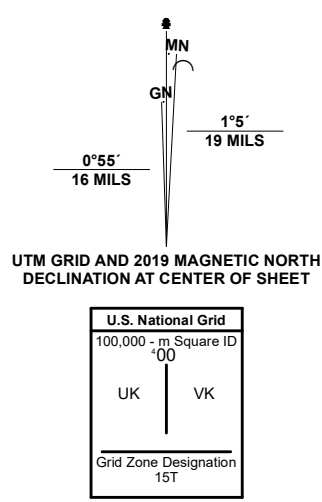 MN
GN
1°5´
19 MILS
0°55´
16 MILS
UTM GRID AND 2019 MAGNETIC NORTH
DECLINATION AT CENTER OF SHEET
U.S. National Grid
100,000 - m Square ID
⁴00
UK VK
Grid Zone Designation
15T